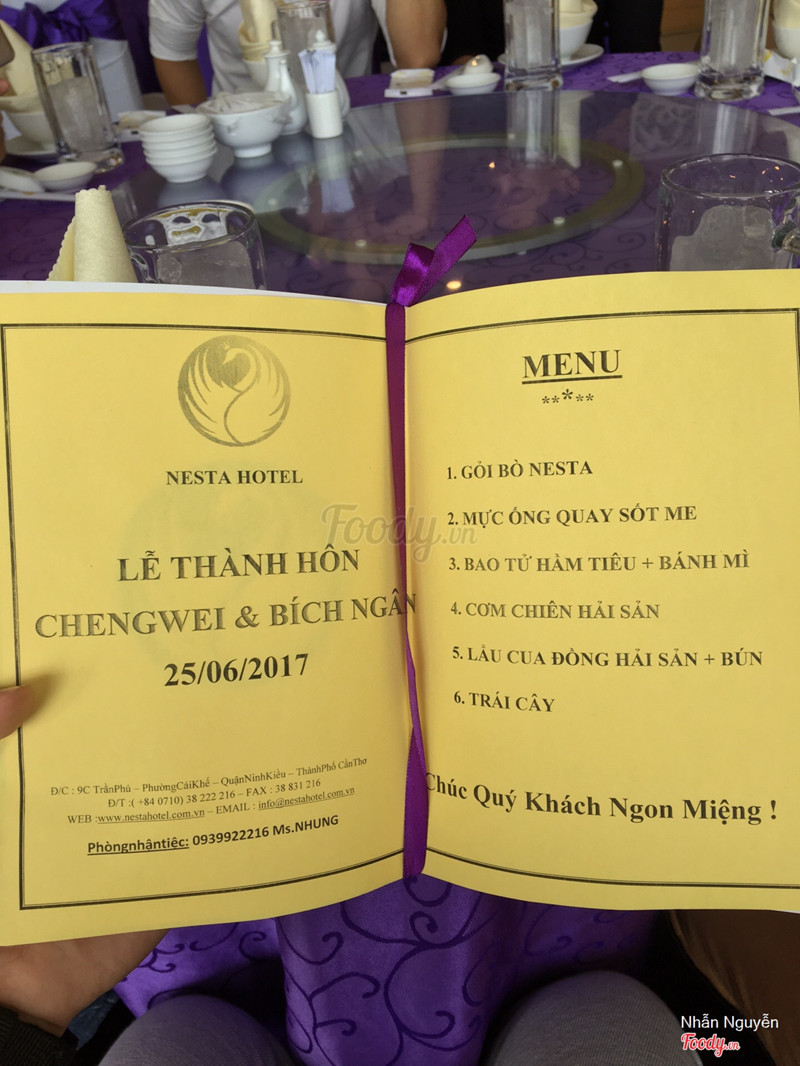 NESTA HOTEL
LỄ THÀNH HÔN
CHENGWEI & BÍCH NGÂN
25/06/2017
Đ/C : 9C TrầnPhú – PhườngCáiKhế – QuậnNinhKiều – ThànhPhố CầnThơ
Đ/T :( +84 0710) 38 222 216 – FAX : 38 831 216
WEB :www.nestahotel.com.vn – EMAIL : info@nestahotel.com.vn
Phòngnhântiệc: 0939922216 Ms.NHUNG
MENU
*****
1. GỎI BÒ NESTA
2. MỰC ỐNG QUAY SỐT ME
3. BAO TỬ HẦM TIÊU + BÁNH MÌ
4. CƠM CHIÊN HẢI SẢN
5. LẨU CUA ĐỒNG HẢI SẢN + BÚN
6. TRÁI CÂY
Chúc Quý Khách Ngon Miệng !
Foody.vn
Nhẫn Nguyễn
Foody.vn